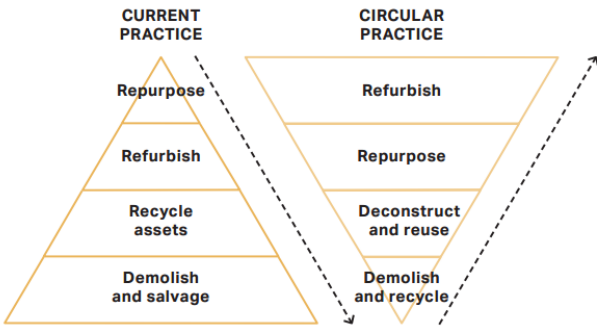 CURRENT
PRACTICE
Repurpose
Refurbish
Recycle
assets
Demolish
and salvage
CIRCULAR
PRACTICE
Refurbish
Repurpose
Deconstruct
and reuse
Demolish
and recycle